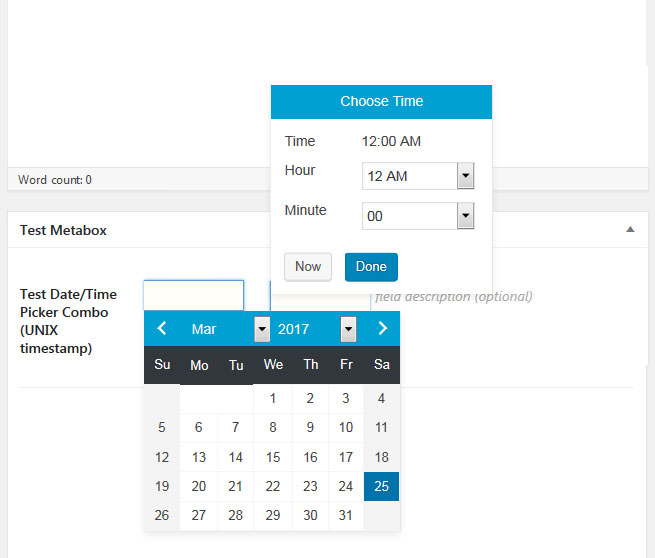 Choose Time
Time 12:00 AM
Hour 12 AM
Minute 00
Now Done
Word count: 0
Test Metabox
Test Date/Time
Picker Combo
(UNIX
timestamp)
field description (optional)
Mar 2017
Su Mo Tu We Th Fr Sa
1 2 3 4
5 6 7 8 9 10 11
12 13 14 15 16 17 18
19 20 21 22 23 24 25
26 27 28 29 30 31